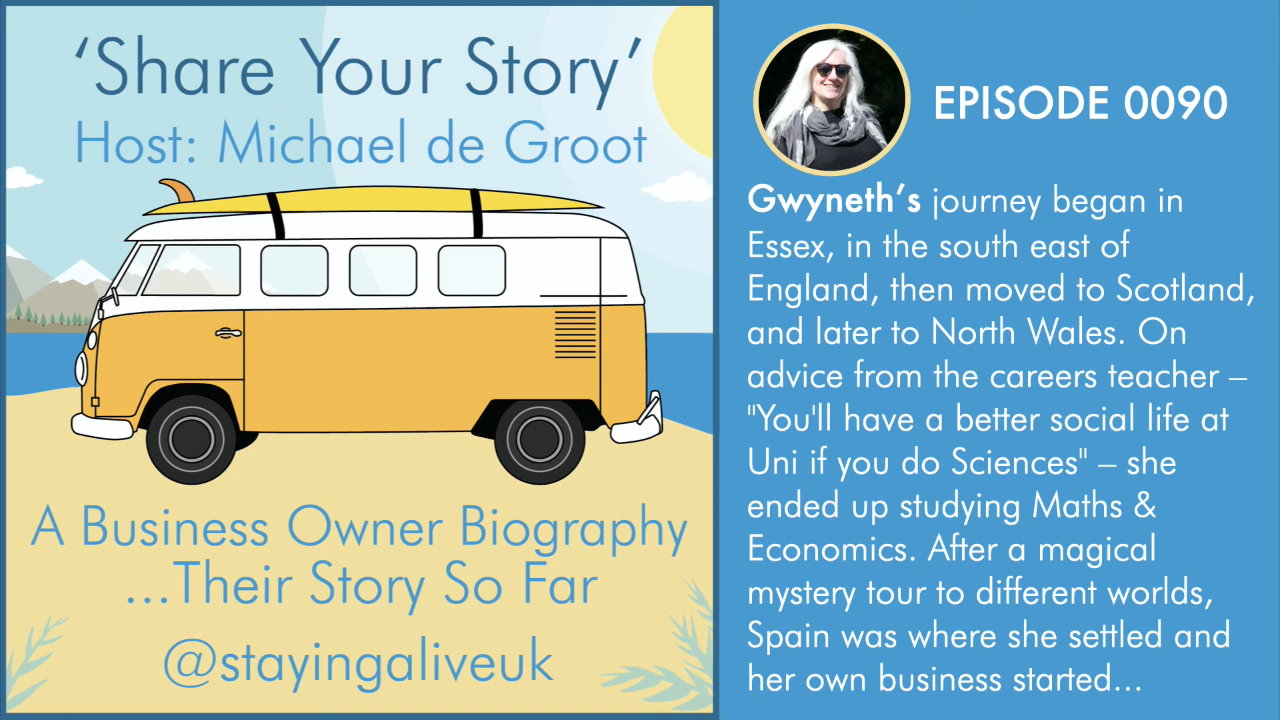 ‘Share Your Story’
Host: Michael de Groot
A Business Owner Biography
...Their Story So Far
@stayingaliveuk
EPISODE 0090
Gwyneth’s journey began in
Essex, in the south east of
England, then moved to Scotland,
and later to North Wales. On
advice from the careers teacher –
"You'll have a better social life at
Uni if you do Sciences" – she
ended up studying Maths &
Economics. After a magical
mystery tour to different worlds,
Spain was where she settled and
her own business started...